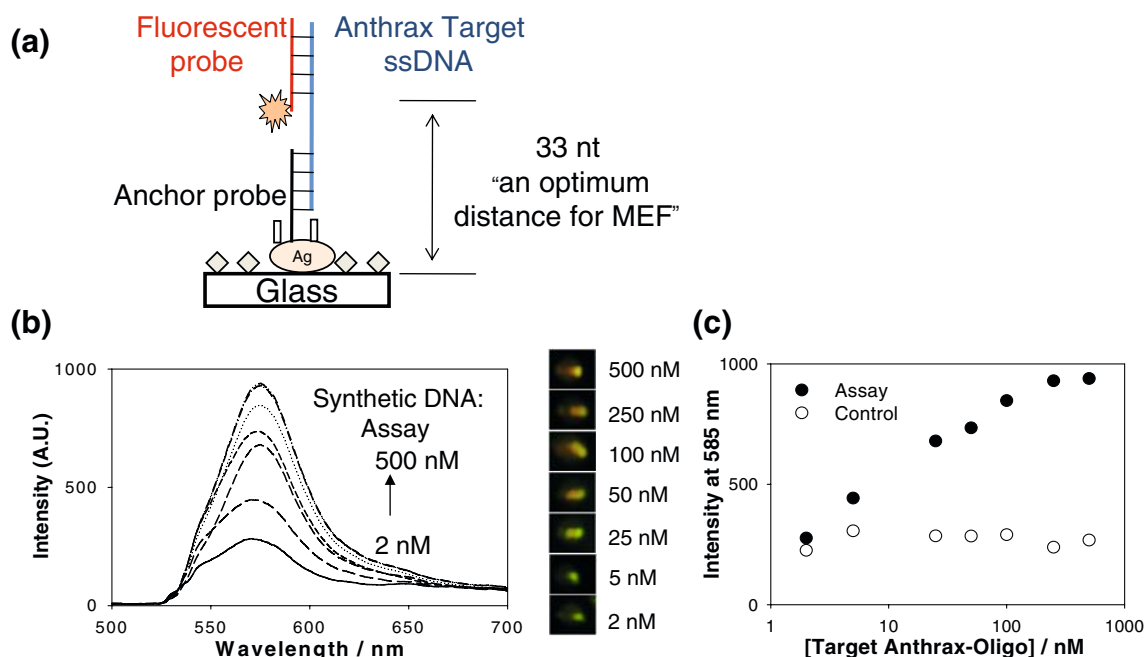 (a)
Fluorescent
probe
Anthrax Target
ssDNA
33 nt
“an optimum
distance for MEF”
Anchor probe
Ag
Glass
(b)
1000
500
0
Intensity (A.U.)
Synthetic DNA:
Assay
500 nM
2 nM
500
550
600
650
700
Wavelength / nm
500 nM
250 nM
100 nM
50 nM
25 nM
5 nM
2 nM
(c)
1000
500
0
Intensity at 585 nm
Assay
Control
1
10
100
1000
[Target Anthrax-Oligo] / nM